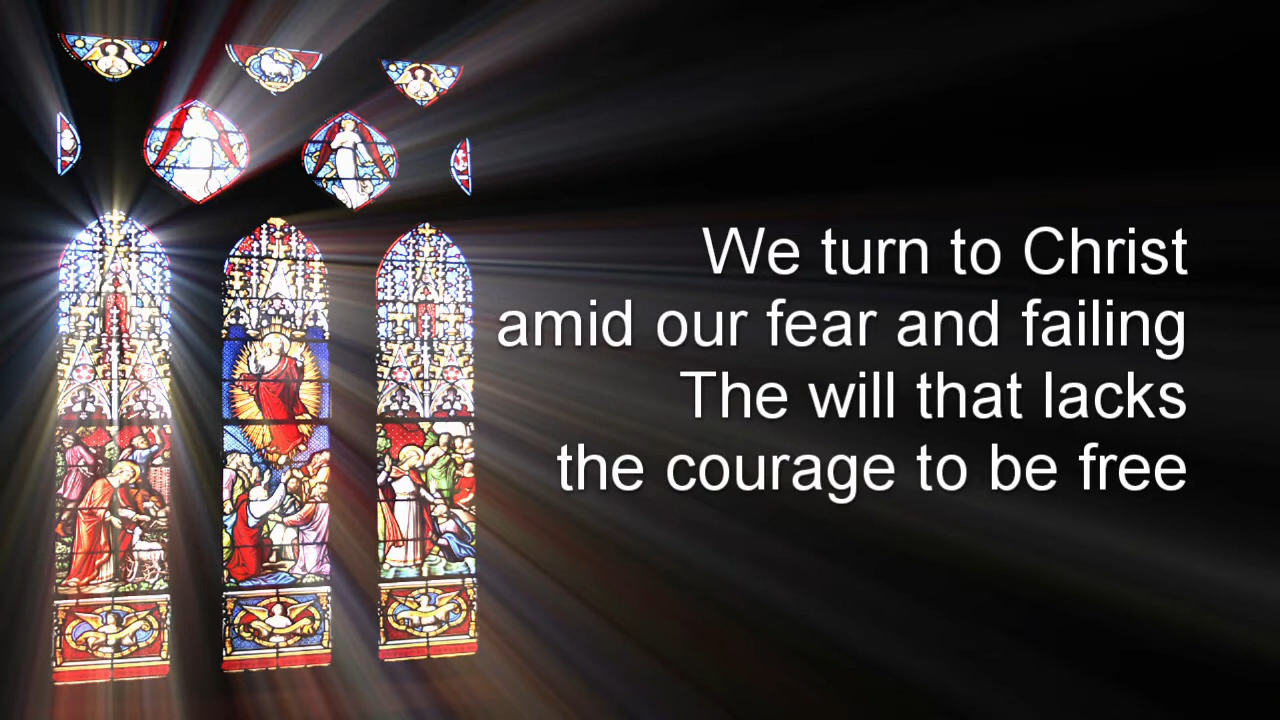 We turn to Christ
amid our fear and failing
The will that lacks
the courage to be free